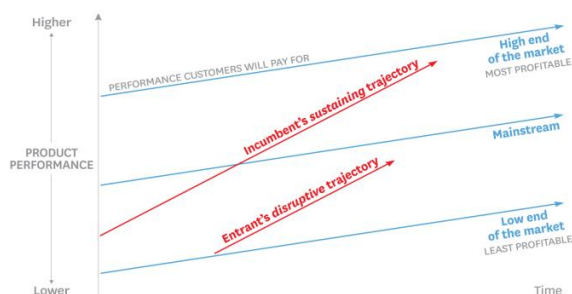 Higher
PRODUCT
PERFORMANCE
Lower
PERFORMANCE CUSTOMERS WILL PAY FOR
Incumbent's sustaining trajectory
Entrant's disruptive trajectory
High end
of the market
MOST PROFITABLE
Mainstream
Low end
of the market
LEAST PROFITABLE
Time